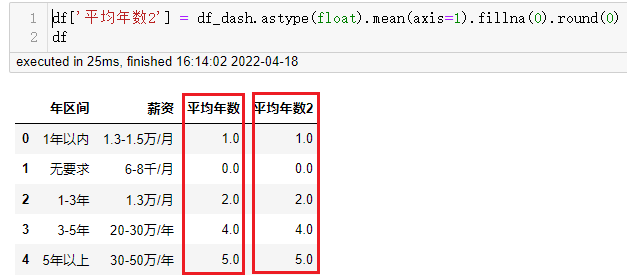 1 df['平均年数2'] = df_dash.astype(float).mean(axis=1).fillna(0).round(0)
2 df
executed in 25ms, finished 16:14:02 2022-04-18
年区间 薪资 平均年数 平均年数2
0 1年以内 1.3-1.5万/月 1.0 1.0
1 无要求 6-8千/月 0.0 0.0
2 1-3年 1.3万/月 2.0 2.0
3 3-5年 20-30万/年 4.0 4.0
4 5年以上 30-50万/年 5.0 5.0